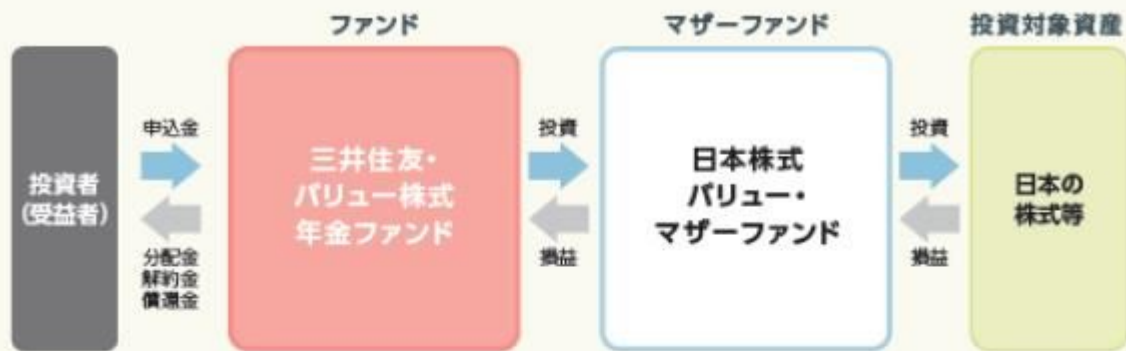 ファンド
マザーファンド
投資対象資産
投資者
(受益者)
申込金
分配金
解約金
償還金
三井住友・
バリュー株式
年金ファンド
投資
損益
日本株式
バリュー・
マザーファンド
投資
損益
日本の
株式等